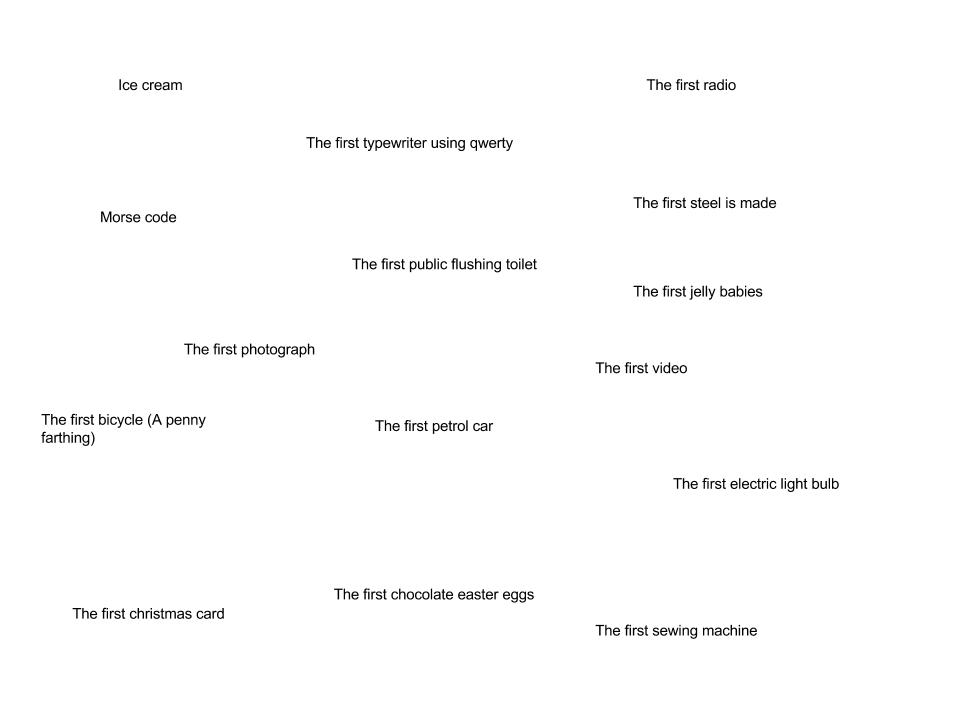 Ice cream
The first radio
The first typewriter using qwerty
The first steel is made
Morse code
The first public flushing toilet
The first jelly babies
The first photograph
The first video
The first bicycle (A penny
farthing)
The first petrol car
The first electric light bulb
The first chocolate easter eggs
The first christmas card
The first sewing machine